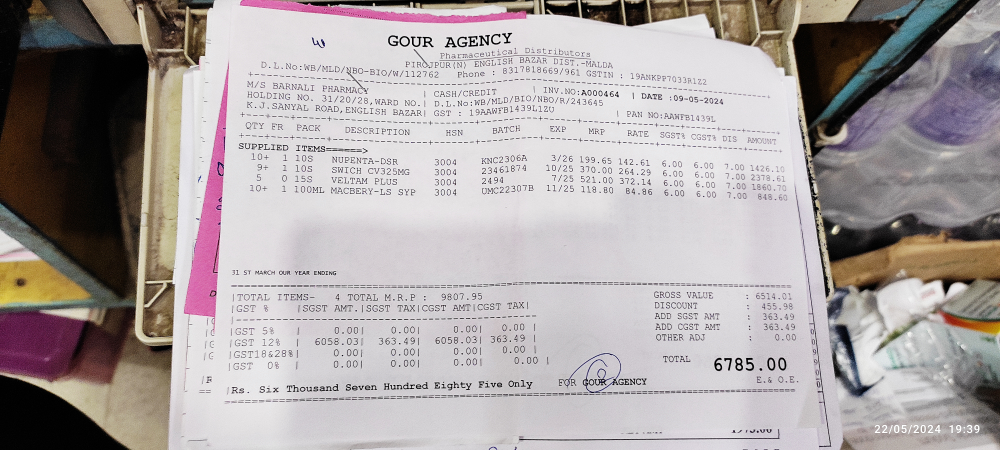 GOUR AGENCY
Pharmaceutical Distributors
PIROJPUR(N) ENGLISH BAZAR DIST.-MALDA
D.L.No:WB/MLD/NBO-BIO/W/112762 Phone : 8317818669/961 GSTIN : 19ANKPP7033R1Z2
M/S BARNALI PHARMACY | CASH/CREDIT | INV.NO:A000464 | DATE :09-05-2024
HOLDING NO. 31/20/28,WARD NO.| D.L.No:WB/MLD/BIO/NBO/R/243645
K.J.SANYAL ROAD,ENGLISH BAZAR| GST : 19AAWFB1439L1ZU | PAN NO:AAWFB1439L
QTY FR PACK DESCRIPTION HSN BATCH EXP MRP RATE SGST% CGST% DIS AMOUNT
SUPPLIED ITEMS======>
10+ 1 10S NUPENTA-DSR 3004 KNC2306A 3/26 199.65 142.61 6.00 6.00 7.00 1426.10
9+ 1 10S SWICH CV325MG 3004 23461874 10/25 370.00 264.29 6.00 6.00 7.00 2378.61
5 0 15S VELTAM PLUS 3004 2494 7/25 521.00 372.14 6.00 6.00 7.00 1860.70
10+ 1 100ML MACBERY-LS SYP 3004 UMC22307B 11/25 118.80 84.86 6.00 6.00 7.00 848.60
31 ST MARCH OUR YEAR ENDING
|TOTAL ITEMS- 4 TOTAL M.R.P : 9807.95 GROSS VALUE : 6514.01
|GST % |SGST AMT.|SGST TAX|CGST AMT|CGST TAX| DISCOUNT : 455.98
ADD SGST AMT : 363.49
|GST 5% 0.00| 0.00| 0.00| 0.00 | ADD CGST AMT : 363.49
|GST 12% 6058.03| 363.49| 6058.03| 363.49 | OTHER ADJ : 0.00
|GST18&28%| 0.00| 0.00| 0.00| 0.00 |
|GST 0% 0.00| 0.00| 0.00| 0.00 | TOTAL 6785.00
|Rs. Six Thousand Seven Hundred Eighty Five Only FOR GOUR AGENCY E.& O.E.
22/05/2024 19:39